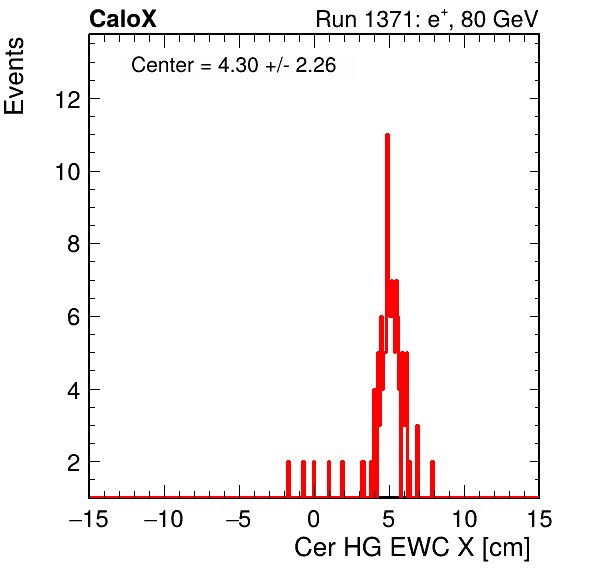 CaloX
Run 1371: e+, 80 GeV
Center = 4.30 +/- 2.26
Events
12
10
8
6
4
2
−15 −10 −5 0 5 10 15
Cer HG EWC X [cm]